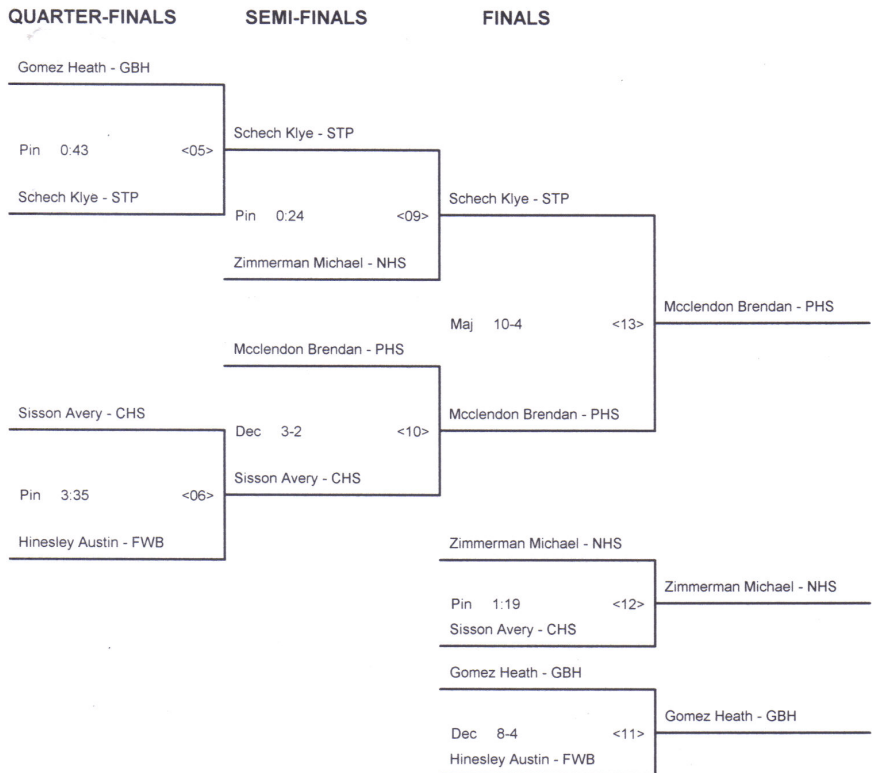 QUARTER-FINALS SEMI-FINALS FINALS
Gomez Heath - GBH
Pin 0:43 <05>
Schech Klye - STP
Schech Klye - STP
Pin 0:24 <09>
Zimmerman Michael - NHS
Schech Klye - STP
Maj 10-4 <13>
Mcclendon Brendan - PHS
Mcclendon Brendan - PHS
Mcclendon Brendan - PHS
Dec 3-2 <10>
Sisson Avery - CHS
Sisson Avery - CHS
Pin 3:35 <06>
Hinesley Austin - FWB
Zimmerman Michael - NHS
Pin 1:19 <12>
Sisson Avery - CHS
Zimmerman Michael - NHS
Gomez Heath - GBH
Dec 8-4 <11>
Hinesley Austin - FWB
Gomez Heath - GBH